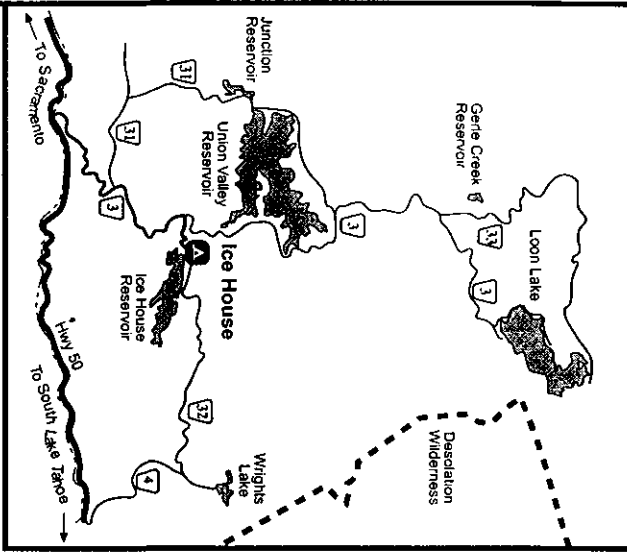 Gerle Creek
Reservoir
33
Loon Lake
3
Desolation
Wilderness
Junction
Reservoir
Union Valley
Reservoir
3
31
31
3
Ice House
Ice House
Reservoir
32
Wrights
Lake
4
Hwy 50
To Sacramento
To South Lake Tahoe